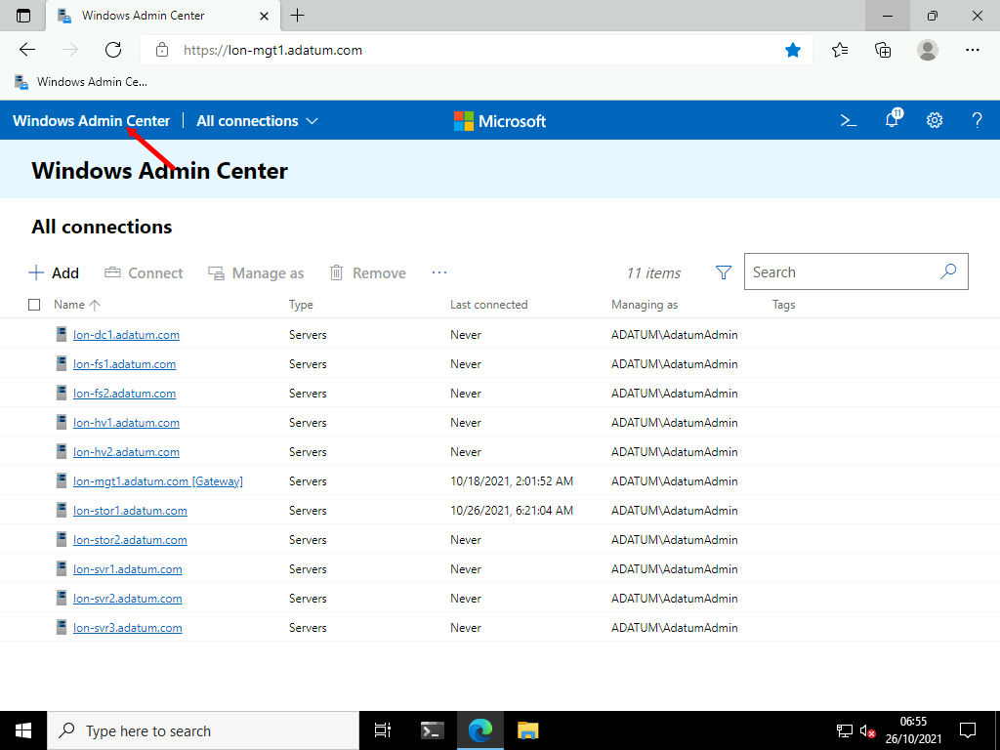 Windows Admin Center
https://lon-mgt1.adatum.com
Windows Admin Ce...
Windows Admin Center | All connections Microsoft 11
Windows Admin Center
All connections
Add Connect Manage as Remove ... 11 items Search
Name Type Last connected Managing as Tags
lon-dc1.adatum.com Servers Never ADATUM\AdatumAdmin
lon-fs1.adatum.com Servers Never ADATUM\AdatumAdmin
lon-fs2.adatum.com Servers Never ADATUM\AdatumAdmin
lon-hv1.adatum.com Servers Never ADATUM\AdatumAdmin
lon-hv2.adatum.com Servers Never ADATUM\AdatumAdmin
lon-mgt1.adatum.com [Gateway] Servers 10/18/2021, 2:01:52 AM ADATUM\AdatumAdmin
lon-stor1.adatum.com Servers 10/26/2021, 6:21:04 AM ADATUM\AdatumAdmin
lon-stor2.adatum.com Servers Never ADATUM\AdatumAdmin
lon-svr1.adatum.com Servers Never ADATUM\AdatumAdmin
lon-svr2.adatum.com Servers Never ADATUM\AdatumAdmin
lon-svr3.adatum.com Servers Never ADATUM\AdatumAdmin
Type here to search
06:55
26/10/2021